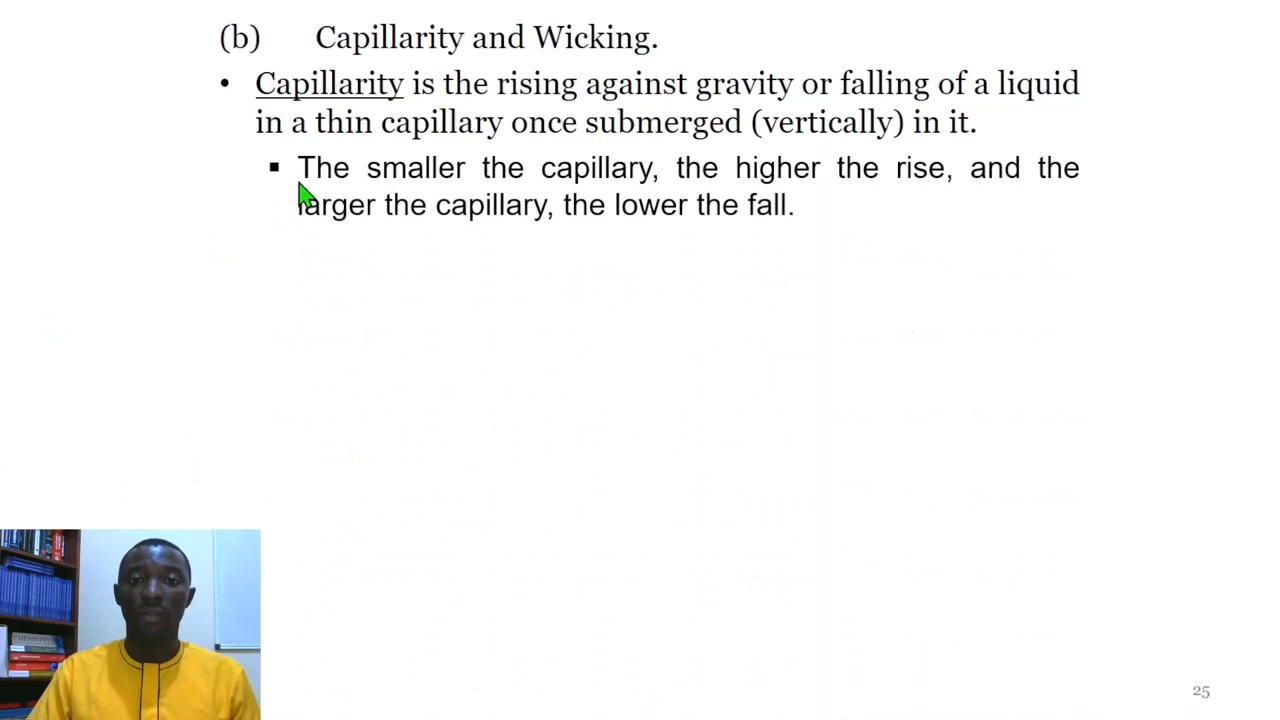 (b) Capillarity and Wicking.
• Capillarity is the rising against gravity or falling of a liquid
in a thin capillary once submerged (vertically) in it.
▪ The smaller the capillary, the higher the rise, and the
larger the capillary, the lower the fall.
CHEMISTRY
25